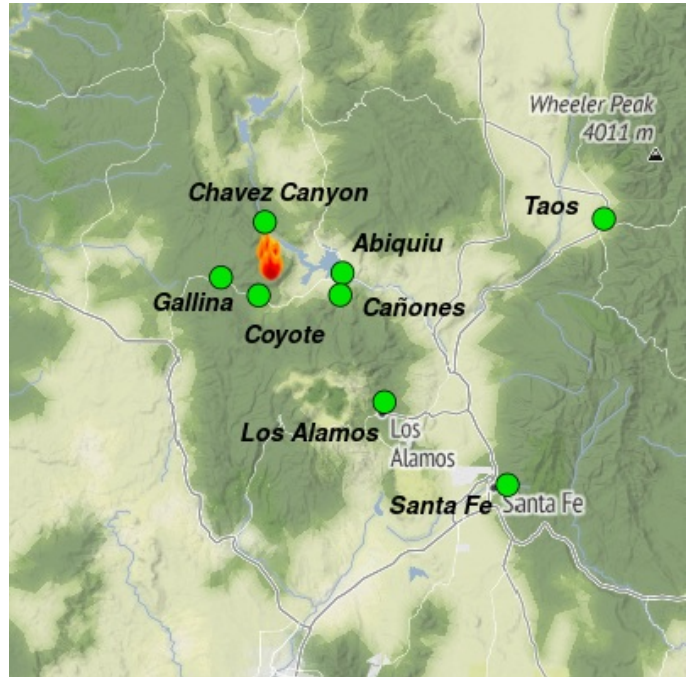 Wheeler Peak
4011 m
Chavez Canyon
Taos
Abiquiu
Gallina
Cañones
Coyote
Los Alamos
Los
Alamos
Santa Fe
Santa Fe